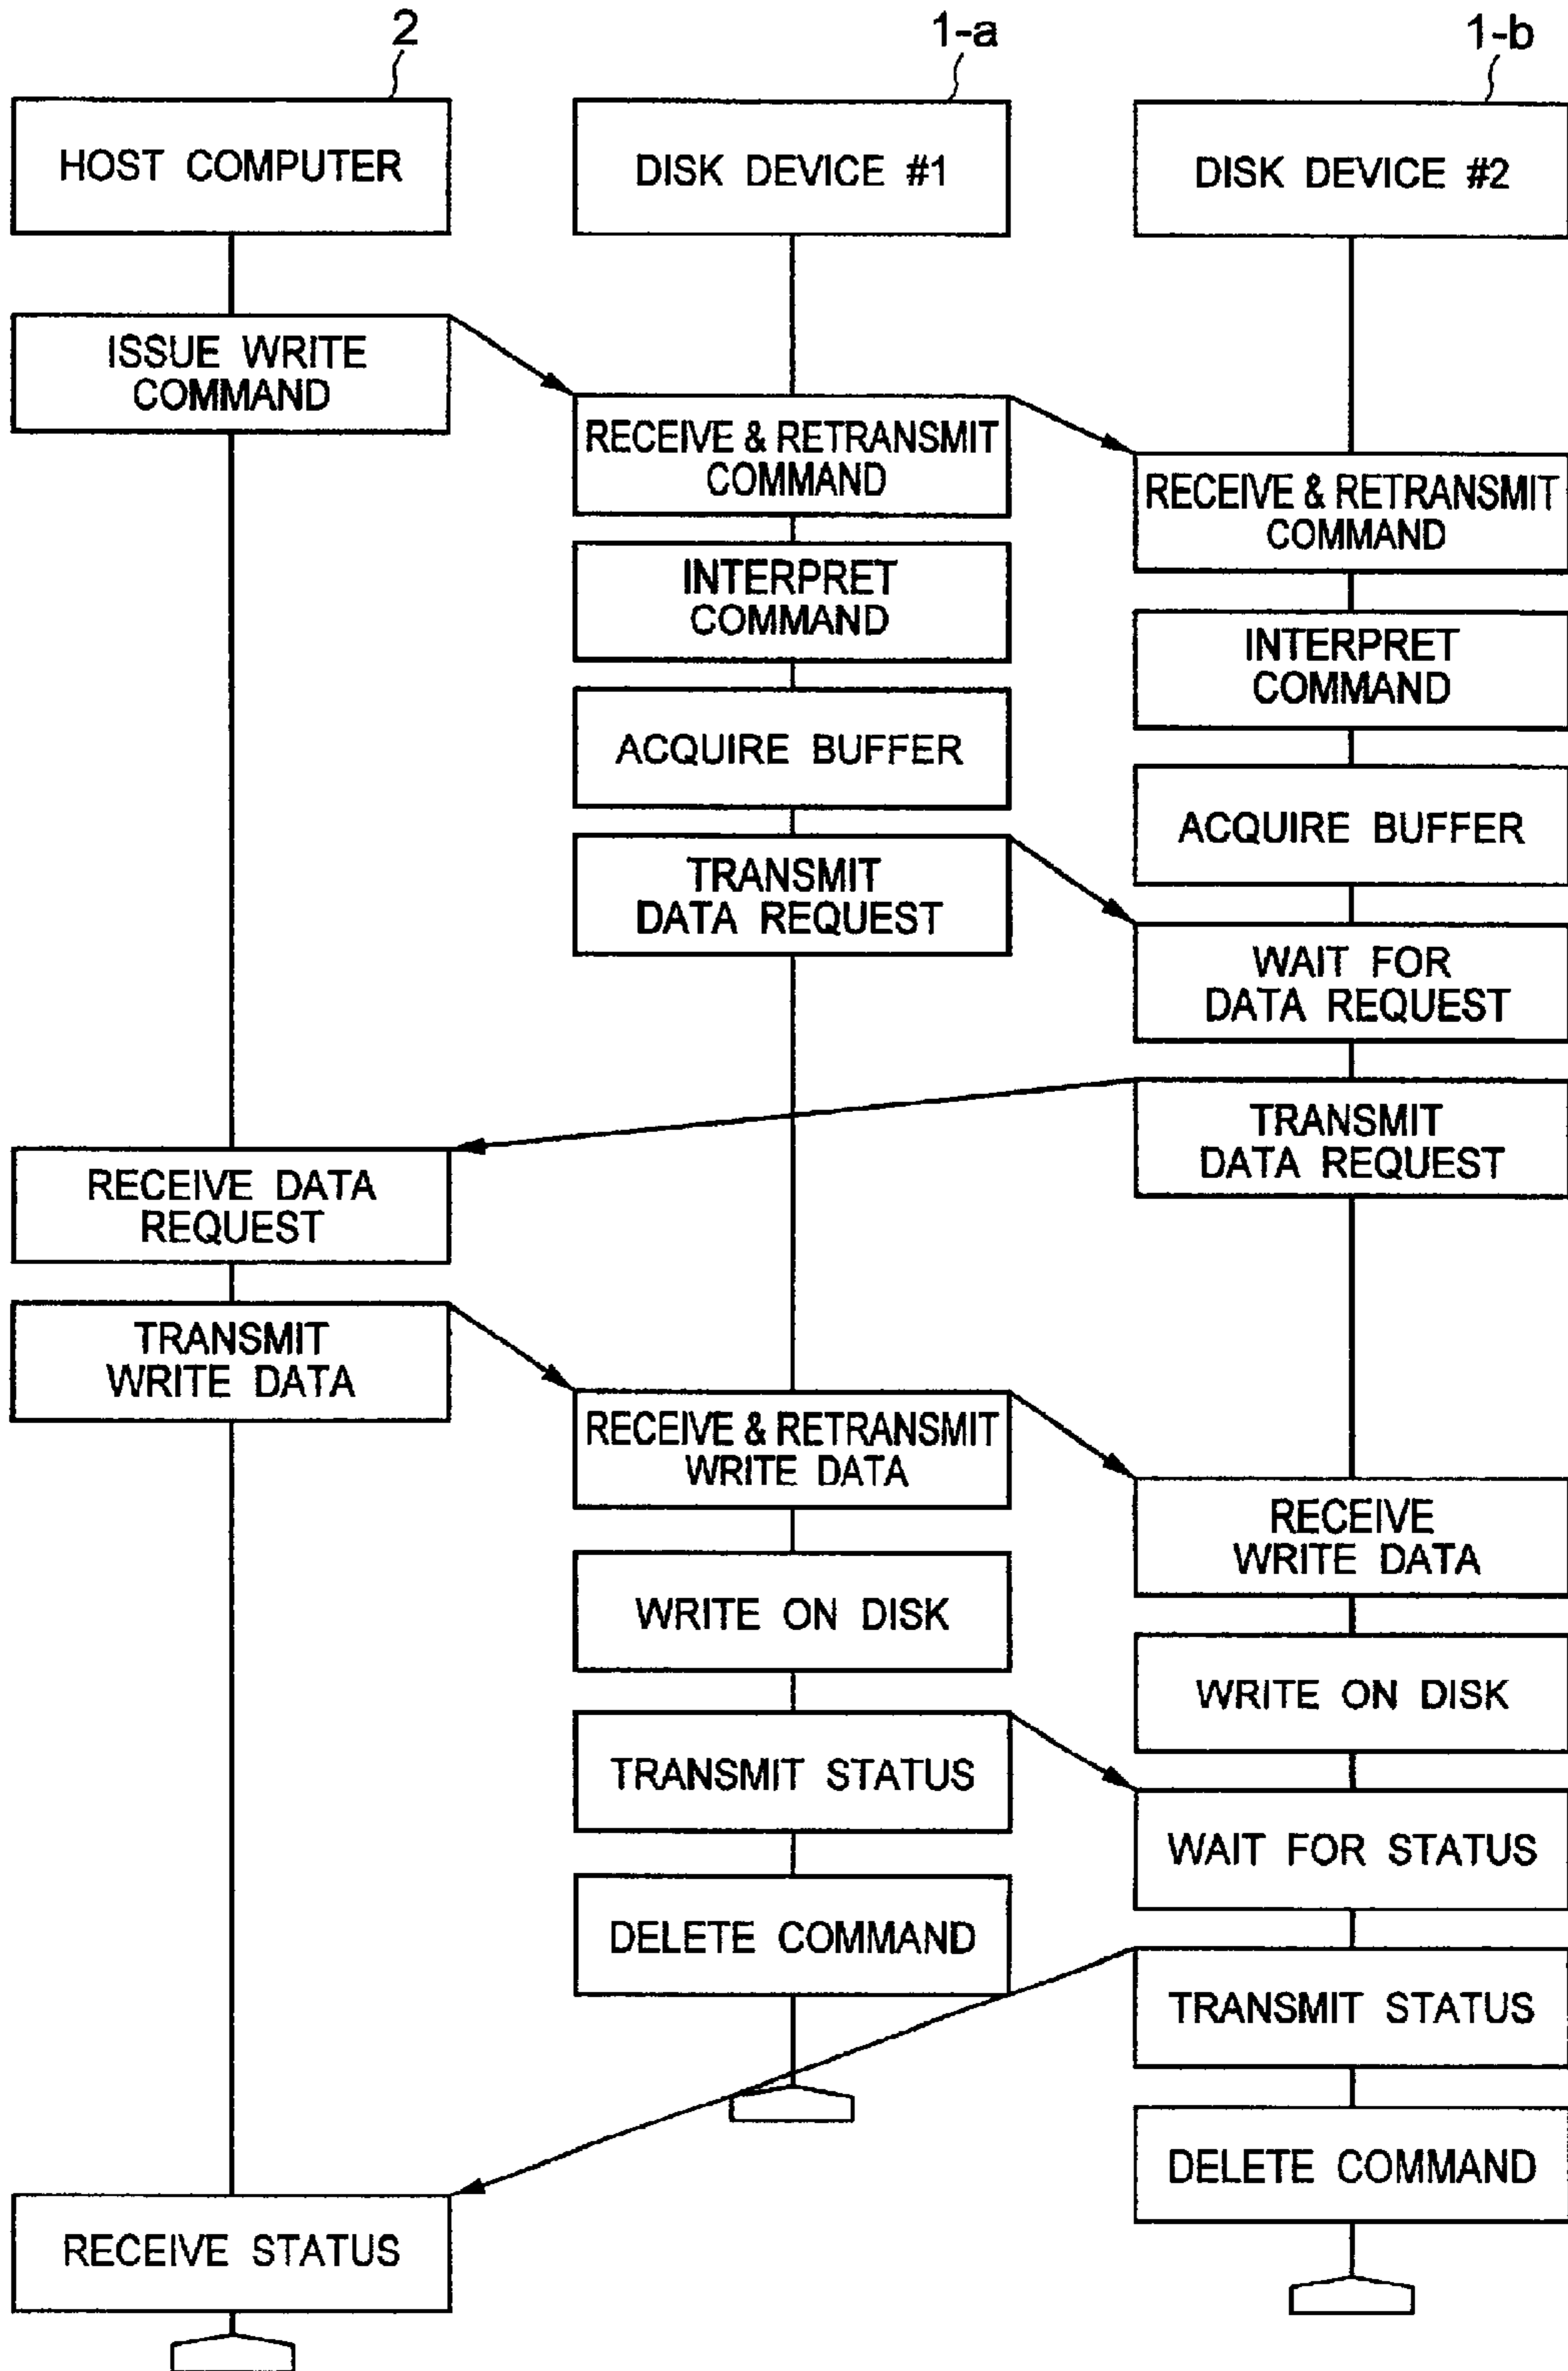 2
1-a
1-b
HOST COMPUTER
DISK DEVICE #1
DISK DEVICE #2
ISSUE WRITE
COMMAND
RECEIVE & RETRANSMIT
COMMAND
RECEIVE & RETRANSMIT
COMMAND
INTERPRET
COMMAND
INTERPRET
COMMAND
ACQUIRE BUFFER
ACQUIRE BUFFER
TRANSMIT
DATA REQUEST
WAIT FOR
DATA REQUEST
TRANSMIT
DATA REQUEST
RECEIVE DATA
REQUEST
TRANSMIT
WRITE DATA
RECEIVE & RETRANSMIT
WRITE DATA
RECEIVE
WRITE DATA
WRITE ON DISK
WRITE ON DISK
TRANSMIT STATUS
WAIT FOR STATUS
DELETE COMMAND
TRANSMIT STATUS
DELETE COMMAND
RECEIVE STATUS